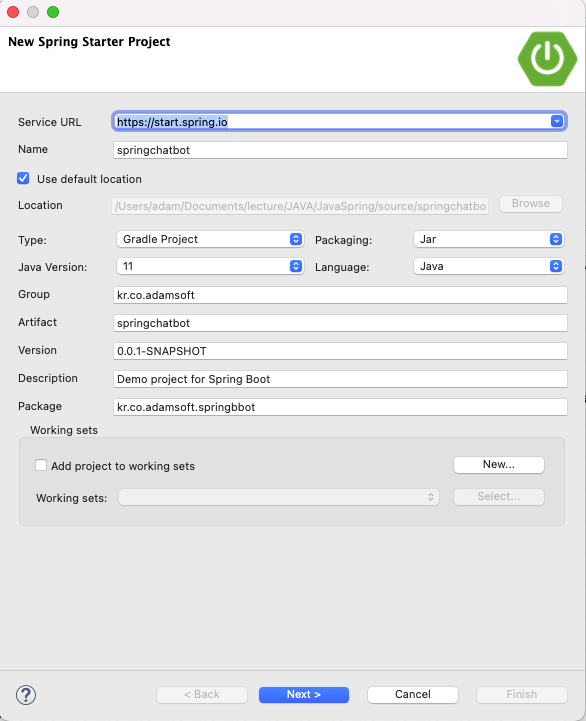 New Spring Starter Project
Service URL https://start.spring.io
Name springchatbot
Use default location
Location /Users/adam/Documents/lecture/JAVA/JavaSpring/source/springchatbo Browse
Type: Gradle Project Packaging: Jar
Java Version: 11 Language: Java
Group kr.co.adamsoft
Artifact springchatbot
Version 0.0.1-SNAPSHOT
Description Demo project for Spring Boot
Package kr.co.adamsoft.springbbot
Working sets
Add project to working sets New...
Working sets: Select...
? < Back Next > Cancel Finish